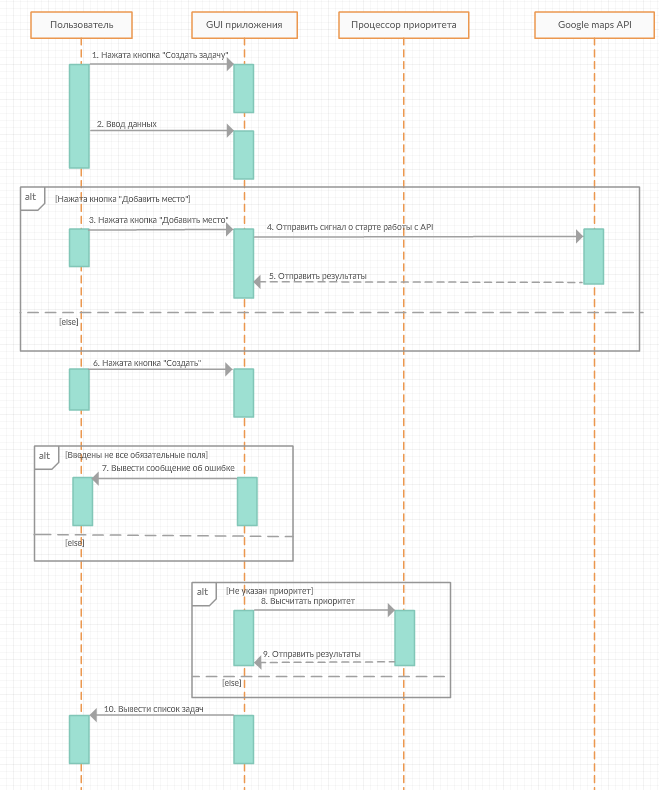 Пользователь
GUI приложения
Процессор приоритета
Google maps API
1. Нажата кнопка "Создать задачу"
2. Ввод данных
alt
[Нажата кнопка "Добавить место"]
3. Нажата кнопка "Добавить место"
4. Отправить сигнал о старте работы с API
5. Отправить результаты
[else]
6. Нажата кнопка "Создать"
alt
[Введены не все обязательные поля]
7. Вывести сообщение об ошибке
[else]
alt
[Не указан приоритет]
8. Высчитать приоритет
9. Отправить результаты
[else]
10. Вывести список задач